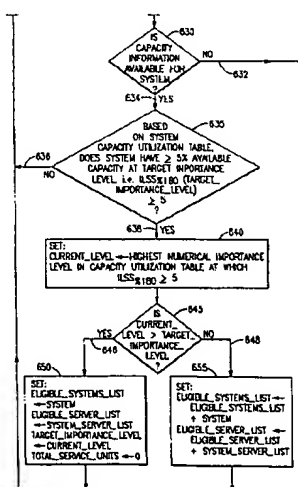 633
IS
CAPACITY
INFORMATION
AVAILABLE FOR
SYSTEM
?
NO
632
634
YES
635
BASED
ON SYSTEM
CAPACITY UTILIZATION TABLE,
DOES SYSTEM HAVE ≥ 5% AVAILABLE
CAPACITY AT TARGET IMPORTANCE
LEVEL, i.e. ILSS%180 (TARGET_
IMPORTANCE_LEVEL)
≥ 5
?
636
NO
638
YES
640
SET:
CURRENT_LEVEL ←HIGHEST NUMERICAL IMPORTANCE
LEVEL IN CAPACITY UTILIZATION TABLE AT WHICH
ILSS%180 ≥ 5
645
IS
CURRENT_
LEVEL > TARGET_
IMPORTANCE_
LEVEL
?
YES
646
NO
648
650
SET:
ELIGIBLE_SYSTEMS_LIST
←SYSTEM
ELIGIBLE_SERVER_LIST
←SYSTEM_SERVER_LIST
TARGET_IMPORTANCE_LEVEL
←CURRENT_LEVEL
TOTAL_SERVICE_UNITS ←0
655
SET:
ELIGIBLE_SYSTEMS_LIST←
ELIGIBLE_SYSTEMS_LIST
+ SYSTEM
ELIGIBLE_SERVER_LIST←
ELIGIBLE_SERVER_LIST
+ SYSTEM_SERVER_LIST